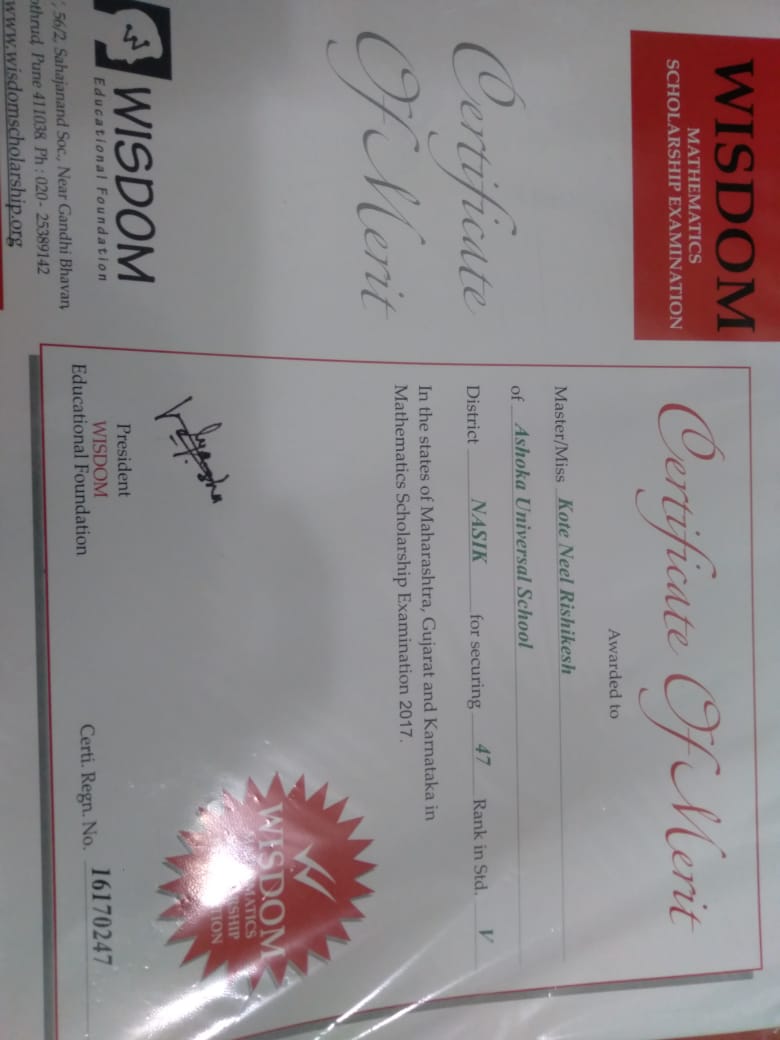 WISDOM
MATHEMATICS
SCHOLARSHIP EXAMINATION
Certificate
Of Merit
WISDOM
Educational Foundation
56/2, Sahajanand Soc., Near Gandhi Bhavan,
Pune 411038. Ph : 020 - 25389142
www.wisdomscholarship.org
Certificate Of Merit
Awarded to
Master/Miss Kote Neel Rishikesh
of Ashoka Universal School
District NASIK for securing 47 Rank in Std. V
In the states of Maharashtra, Gujarat and Karnataka in
Mathematics Scholarship Examination 2017.
President
WISDOM
Educational Foundation
WISDOM
Certi. Regn. No. 16170247